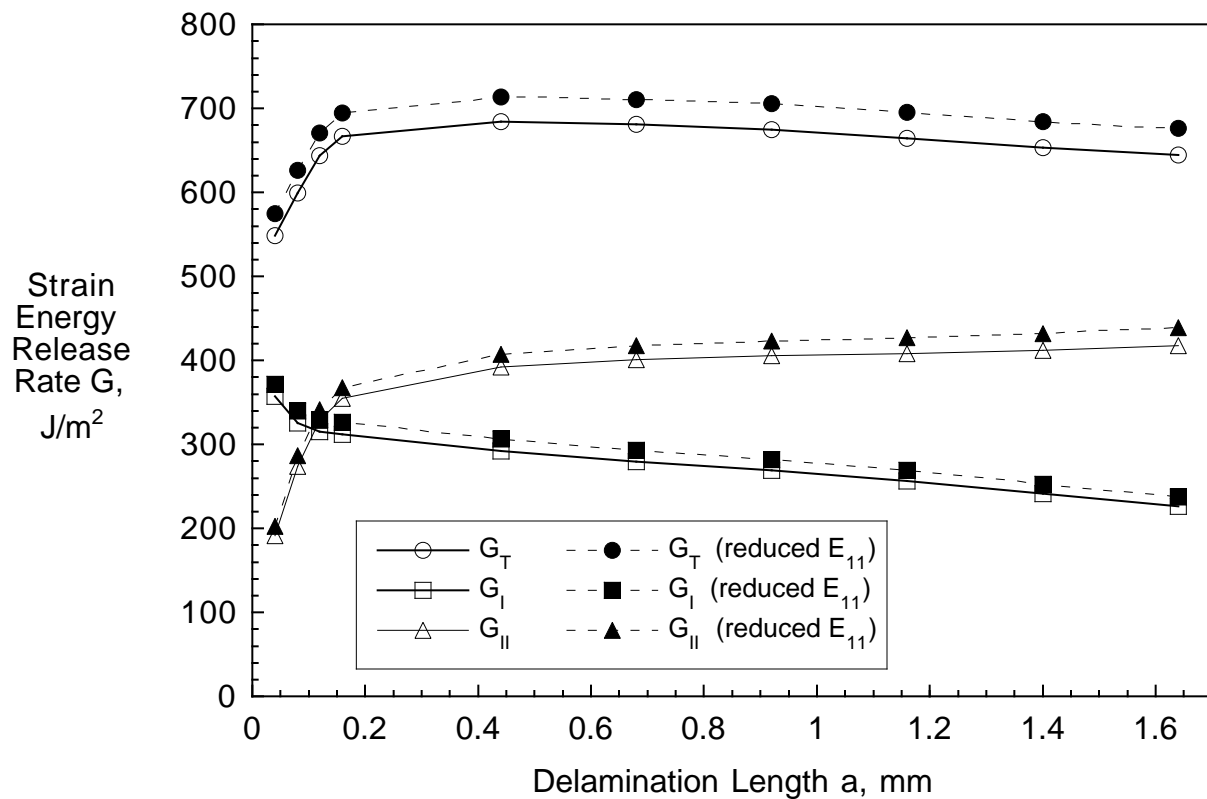 800
700
600
500
400
300
200
100
0
Strain
Energy
Release
Rate G,
J/m²
G_T
G_T (reduced E_11)
G_I
G_I (reduced E_11)
G_II
G_II (reduced E_11)
0 0.2 0.4 0.6 0.8 1 1.2 1.4 1.6
Delamination Length a, mm